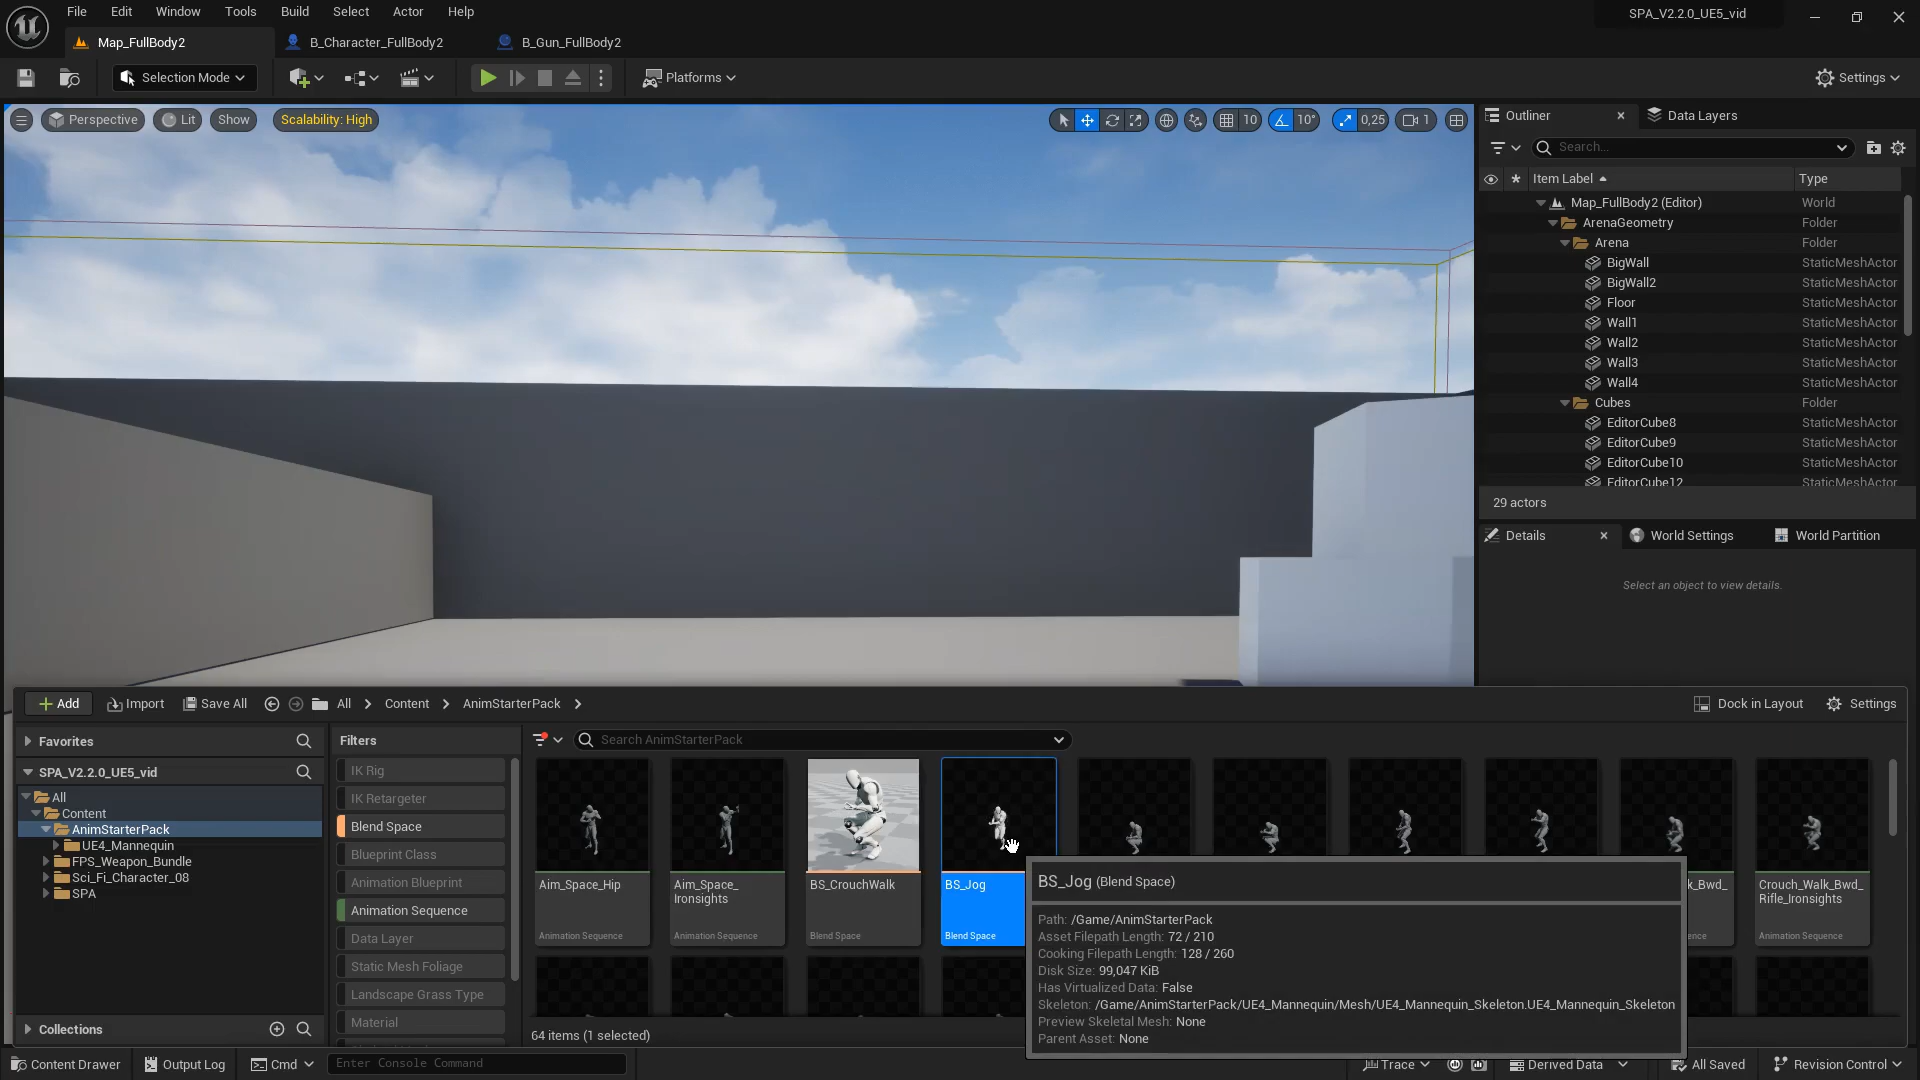 File Edit Window Tools Build Select Actor Help
SPA_V2.2.0_UE5_vid
Map_FullBody2 B_Character_FullBody2 B_Gun_FullBody2
Selection Mode Platforms Settings
Perspective Lit Show Scalability: High 10 10° 0,25 1
Outliner Data Layers
Search...
Item Label Type
Map_FullBody2 (Editor) World
ArenaGeometry Folder
Arena Folder
BigWall StaticMeshActor
BigWall2 StaticMeshActor
Floor StaticMeshActor
Wall1 StaticMeshActor
Wall2 StaticMeshActor
Wall3 StaticMeshActor
Wall4 StaticMeshActor
Cubes Folder
EditorCube8 StaticMeshActor
EditorCube9 StaticMeshActor
EditorCube10 StaticMeshActor
EditorCube12 StaticMeshActor
29 actors
Details World Settings World Partition
Select an object to view details.
Add Import Save All All Content AnimStarterPack Dock in Layout Settings
Favorites
SPA_V2.2.0_UE5_vid
All
Content
AnimStarterPack
UE4_Mannequin
FPS_Weapon_Bundle
Sci_Fi_Character_08
SPA
Collections
Filters
IK Rig
IK Retargeter
Blend Space
Blueprint Class
Animation Blueprint
Animation Sequence
Data Layer
Static Mesh Foliage
Landscape Grass Type
Material
Search AnimStarterPack
Aim_Space_Hip
Animation Sequence
Aim_Space_
Ironsights
Animation Sequence
BS_CrouchWalk
Blend Space
BS_Jog
Blend Space
k_Bwd_
ence
Crouch_Walk_Bwd_
Rifle_Ironsights
Animation Sequence
64 items (1 selected)
BS_Jog (Blend Space)
Path: /Game/AnimStarterPack
Asset Filepath Length: 72 / 210
Cooking Filepath Length: 128 / 260
Disk Size: 99,047 KiB
Has Virtualized Data: False
Skeleton: /Game/AnimStarterPack/UE4_Mannequin/Mesh/UE4_Mannequin_Skeleton.UE4_Mannequin_Skeleton
Preview Skeletal Mesh: None
Parent Asset: None
Content Drawer Output Log Cmd Enter Console Command Trace Derived Data All Saved Revision Control